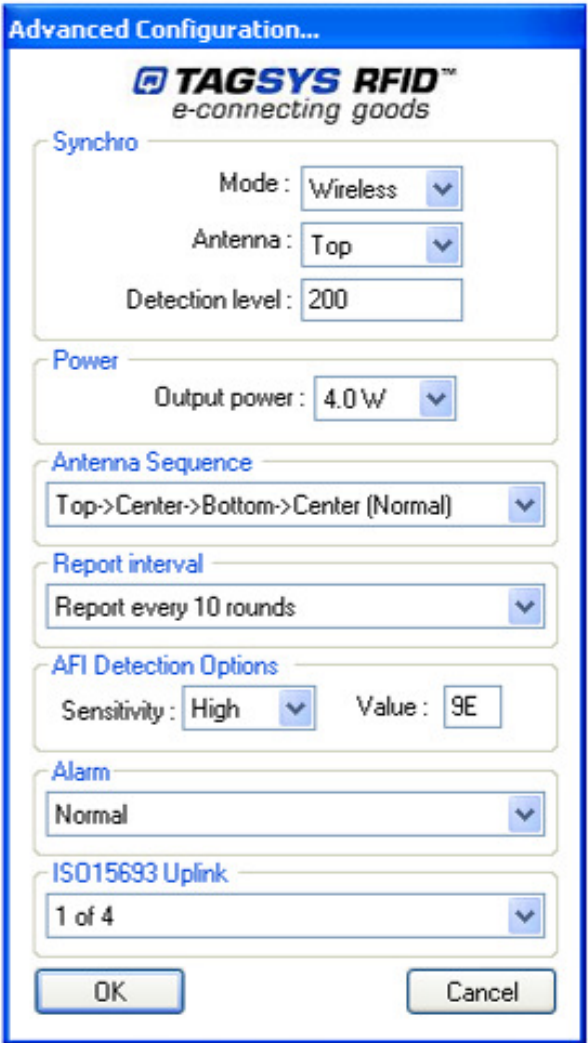 Advanced Configuration...
TAGSYS RFID™
e-connecting goods
Synchro
Mode : Wireless
Antenna : Top
Detection level : 200
Power
Output power : 4.0 W
Antenna Sequence
Top->Center->Bottom->Center (Normal)
Report interval
Report every 10 rounds
AFI Detection Options
Sensitivity : High Value : 9E
Alarm
Normal
ISO15693 Uplink
1 of 4
OK Cancel